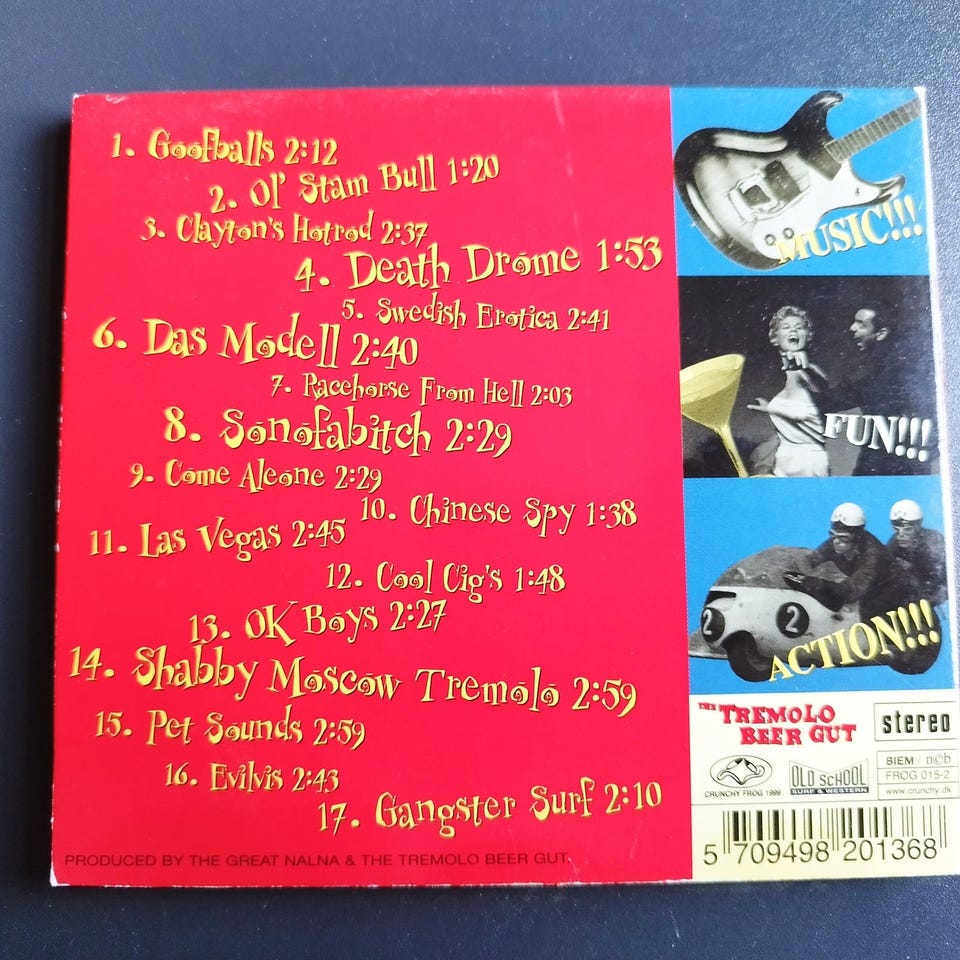 1. Goofballs 2:12
2. Ol' Stam Bull 1:20
3. Clayton's Hotrod 2:37
4. Death Drome 1:53
5. Swedish Erotica 2:41
6. Das Modell 2:40
7. Racehorse From Hell 2:03
8. Sonofabitch 2:29
9. Come Aleone 2:29
10. Chinese Spy 1:38
11. Las Vegas 2:45
12. Cool Cig's 1:48
13. OK Boys 2:27
14. Shabby Moscow Tremolo 2:59
15. Pet Sounds 2:59
16. Evilvis 2:43
17. Gangster Surf 2:10
PRODUCED BY THE GREAT NALNA & THE TREMOLO BEER GUT.
MUSIC!!!
FUN!!!
2
2
ACTION!!!
THE TREMOLO
BEER GUT
stereo
CRUNCHY FROG 1999
OLD SCHOOL
SURF & WESTERN
BIEM / n©b
FROG 015-2
www.crunchy.dk
5 709498 201368